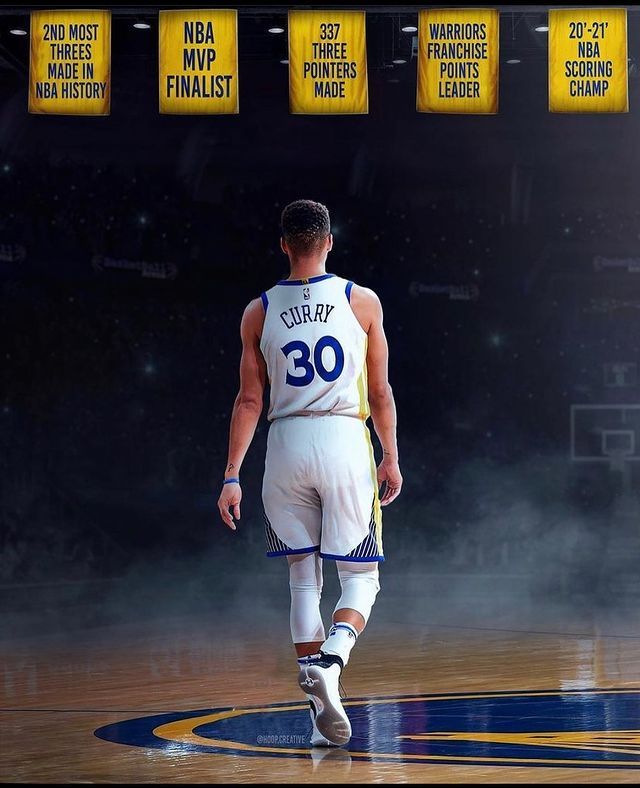 2ND MOST
THREES
MADE IN
NBA HISTORY
NBA
MVP
FINALIST
337
THREE
POINTERS
MADE
WARRIORS
FRANCHISE
POINTS
LEADER
20'-21'
NBA
SCORING
CHAMP
CURRY
30
@HOOP.CREATIVE